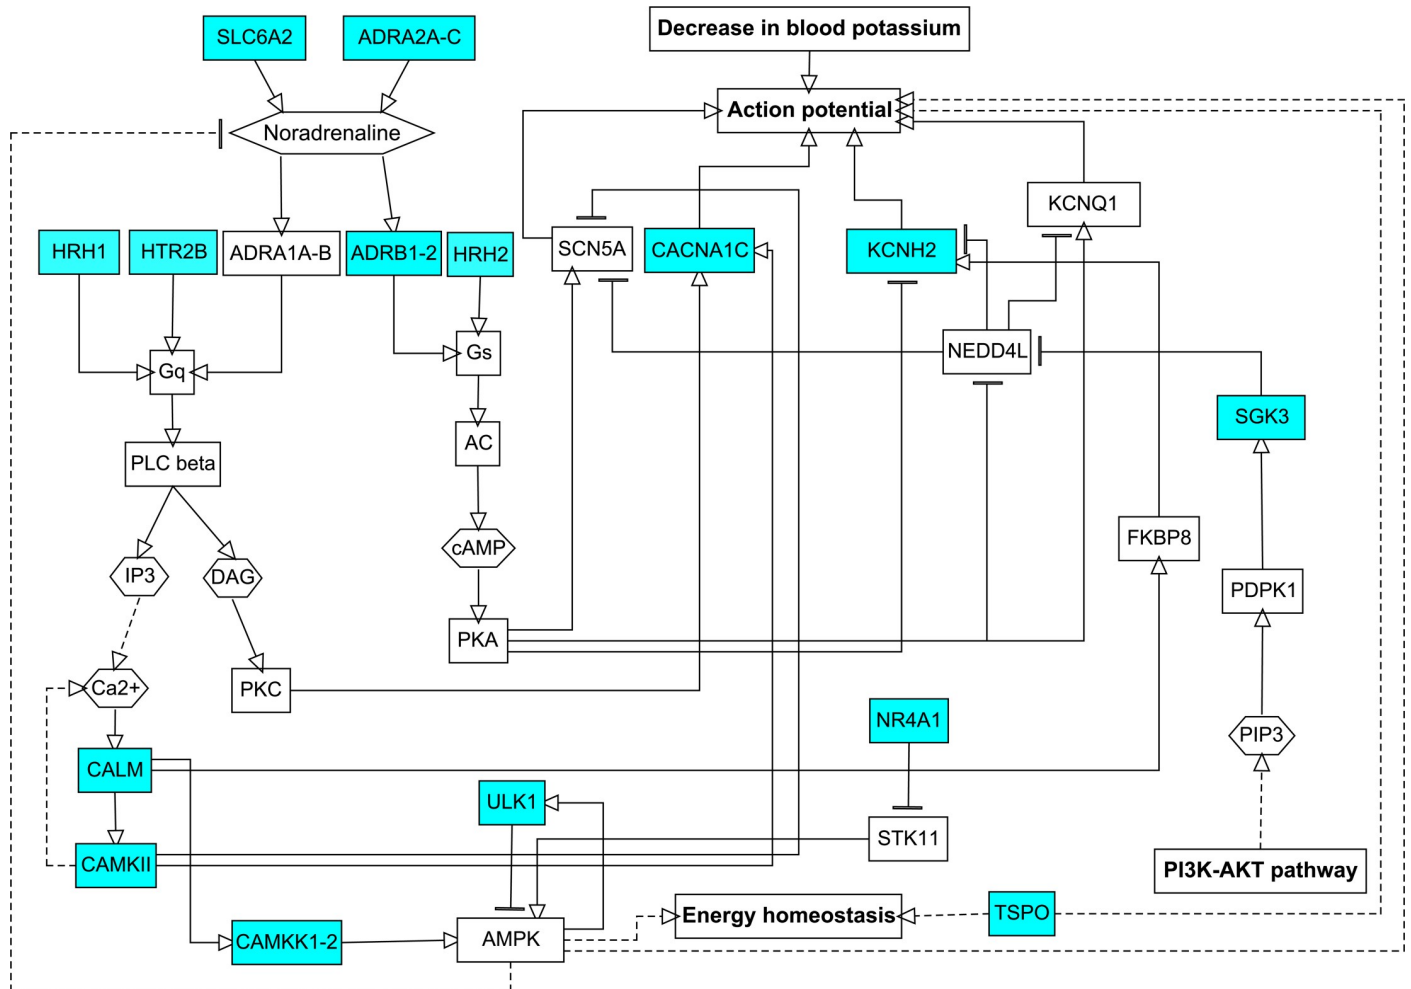 SLC6A2
ADRA2A-C
Decrease in blood potassium
Action potential
Noradrenaline
KCNQ1
HRH1
HTR2B
ADRA1A-B
ADRB1-2
HRH2
SCN5A
CACNA1C
KCNH2
Gs
NEDD4L
Gq
SGK3
AC
PLC beta
FKBP8
cAMP
IP3
DAG
PDPK1
PKA
Ca2+
PKC
NR4A1
PIP3
CALM
ULK1
STK11
CAMKII
PI3K-AKT pathway
Energy homeostasis
TSPO
CAMKK1-2
AMPK